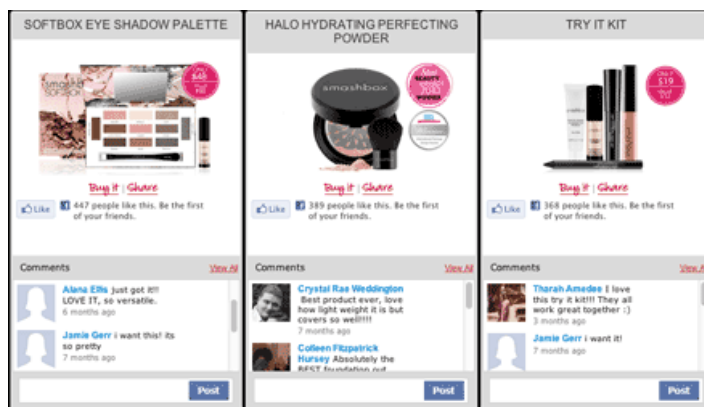 SOFTBOX EYE SHADOW PALETTE
smashb
SOFTBOX
Buy it | Share
Like
447 people like this. Be the first
of your friends.
Comments
View All
Alana Ellis just got it!!!
LOVE IT, so versatile.
6 months ago
Jamie Gerr i want this! its
so pretty
7 months ago
Post
HALO HYDRATING PERFECTING
POWDER
smashbox
BEAUTY
Buy it | Share
Like
389 people like this. Be the first
of your friends.
Comments
View All
Crystal Rae Weddington
Best product ever, love
how light weight it is but
covers so well!!!!
7 months ago
Colleen Fitzpatrick
Hursey Absolutely the
BEST foundation out
Post
TRY IT KIT
ONLY
$19
Buy it | Share
Like
368 people like this. Be the first
of your friends.
Comments
View A
Tharah Amedee I love
this try it kit!!! They all
work great together :)
3 months ago
Jamie Gerr i want it!
7 months ago
Post